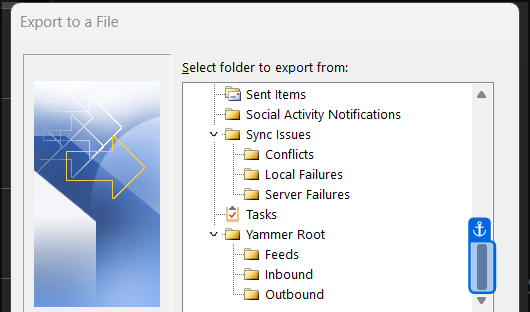 Export to a File
Select folder to export from:
Sent Items
Social Activity Notifications
Sync Issues
Conflicts
Local Failures
Server Failures
Tasks
Yammer Root
Feeds
Inbound
Outbound